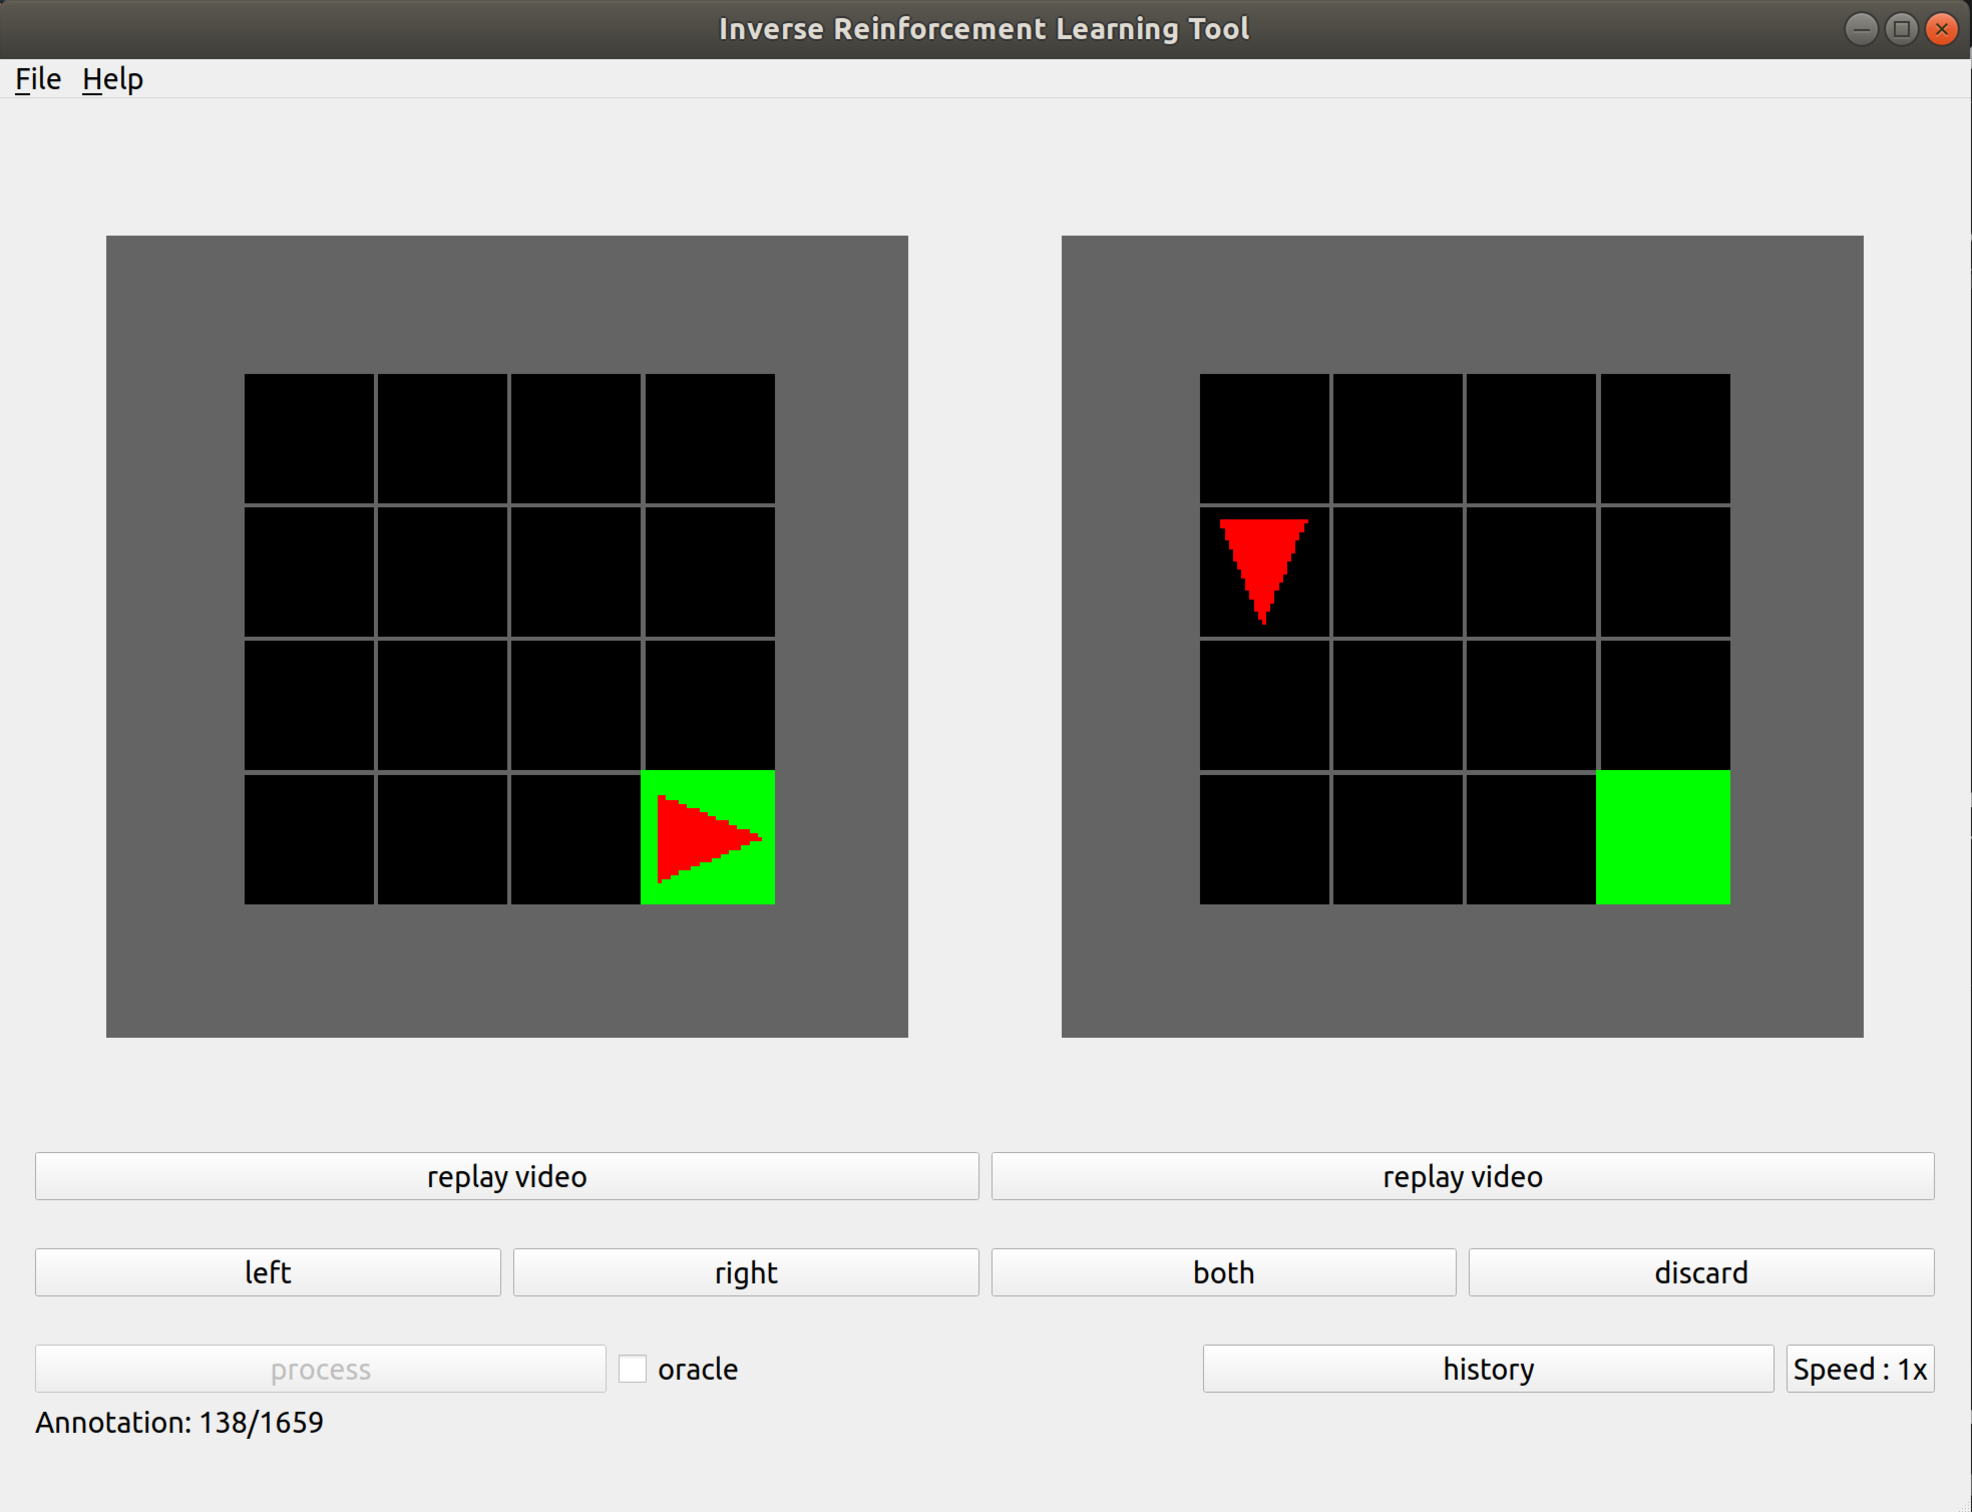 Inverse Reinforcement Learning Tool
File Help
replay video replay video
left right both discard
process oracle history Speed : 1x
Annotation: 138/1659